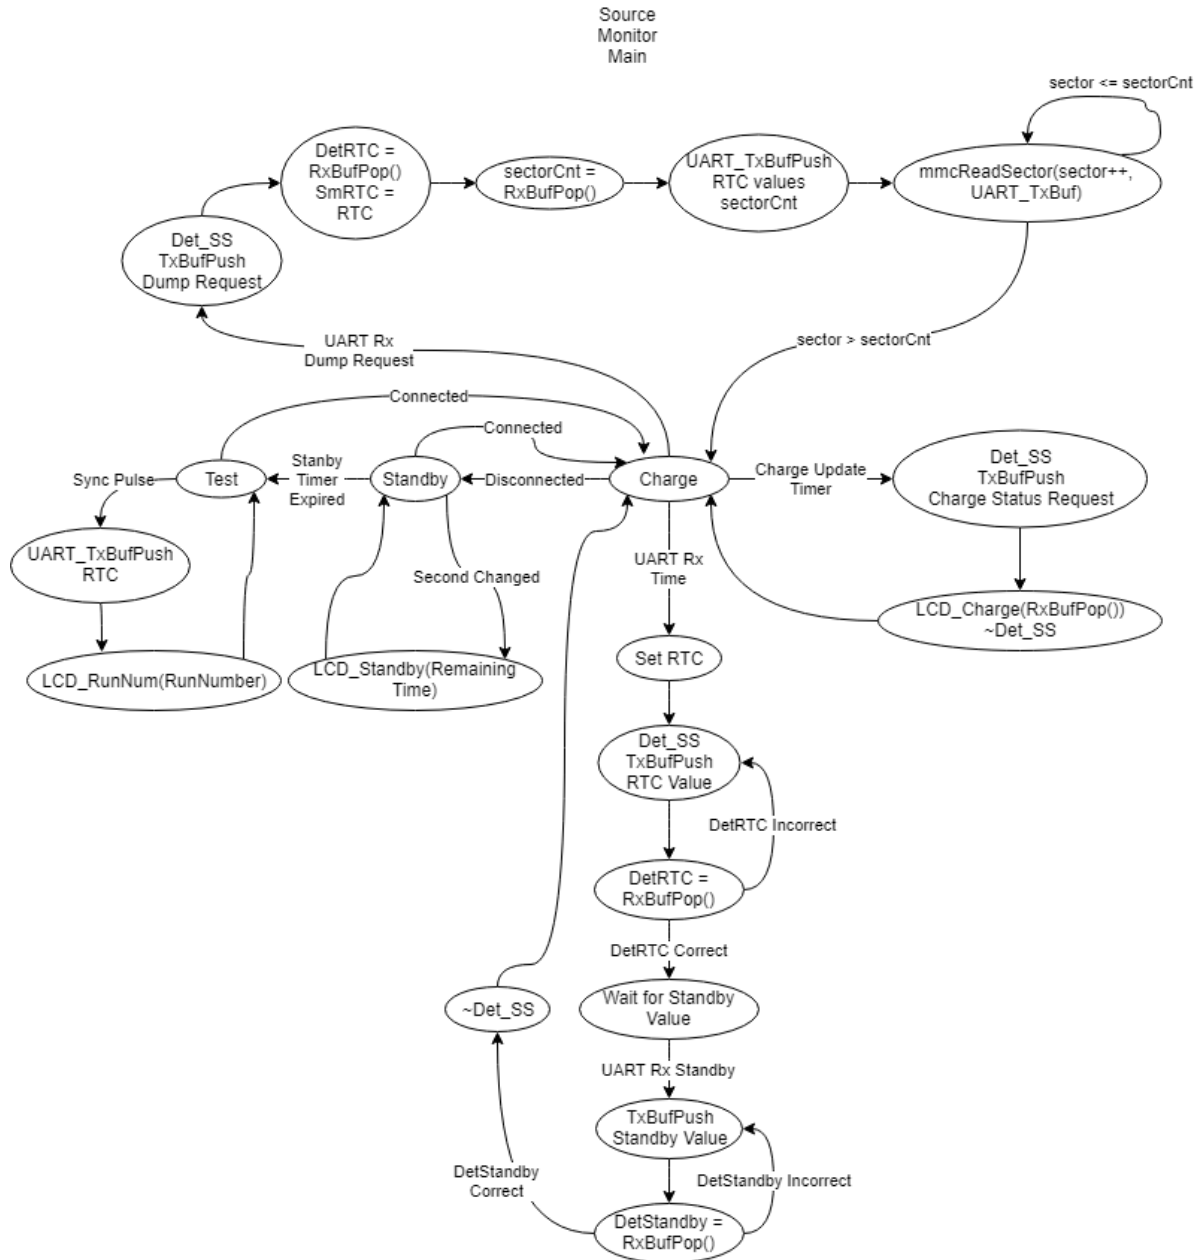 Source
Monitor
Main
sector <= sectorCnt
DetRTC =
RxBufPop()
SmRTC =
RTC
sectorCnt =
RxBufPop()
UART_TxBufPush
RTC values
sectorCnt
mmcReadSector(sector++,
UART_TxBuf)
Det_SS
TxBufPush
Dump Request
UART Rx
Dump Request
sector > sectorCnt
Connected
Connected
Test
Stanby
Timer
Expired
Standby
Disconnected
Charge
Charge Update
Timer
Det_SS
TxBufPush
Charge Status Request
Sync Pulse
UART_TxBufPush
RTC
Second Changed
UART Rx
Time
LCD_Charge(RxBufPop())
~Det_SS
LCD_RunNum(RunNumber)
LCD_Standby(Remaining
Time)
Set RTC
Det_SS
TxBufPush
RTC Value
DetRTC Incorrect
DetRTC =
RxBufPop()
DetRTC Correct
~Det_SS
Wait for Standby
Value
UART Rx Standby
TxBufPush
Standby Value
DetStandby
Correct
DetStandby Incorrect
DetStandby =
RxBufPop()